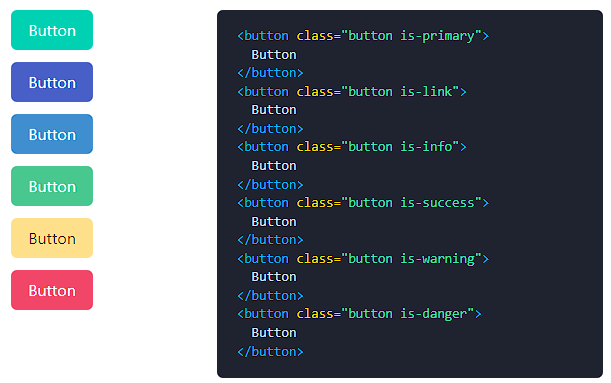 Button
Button
Button
Button
Button
Button
<button class="button is-primary">
  Button
</button>
<button class="button is-link">
  Button
</button>
<button class="button is-info">
  Button
</button>
<button class="button is-success">
  Button
</button>
<button class="button is-warning">
  Button
</button>
<button class="button is-danger">
  Button
</button>